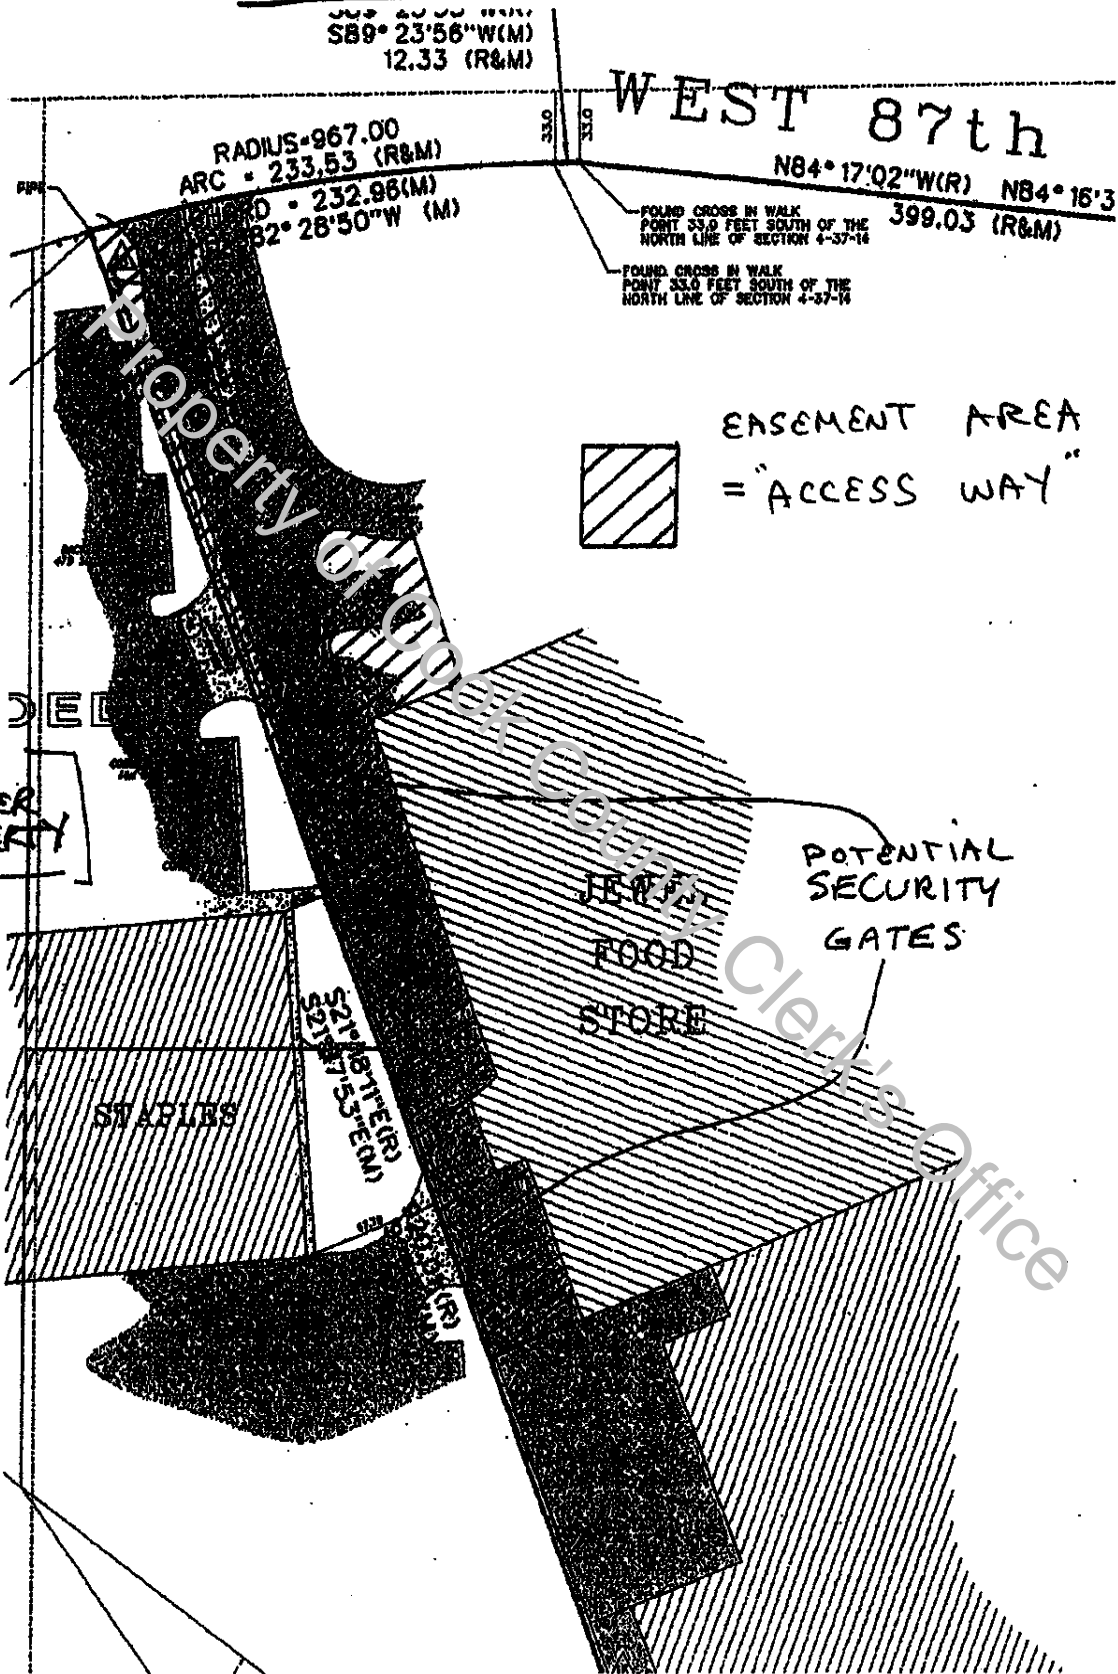 S89° 23'56"W(M)
12.33 (R&M)
WEST 87th
33.0
33.0
RADIUS=967.00
ARC = 233.53 (R&M)
232.96(M)
82° 28'50"W (M)
N84° 17'02"W(R)
N84° 16'3
399.03 (R&M)
FOUND CROSS IN WALK
POINT 33.0 FEET SOUTH OF THE
NORTH LINE OF SECTION 4-37-14
FOUND CROSS IN WALK
POINT 33.0 FEET SOUTH OF THE
NORTH LINE OF SECTION 4-37-14
EASEMENT AREA
= "ACCESS WAY"
POTENTIAL
SECURITY
GATES
JEWEL
FOOD
STORE
STAPLES
Property of Cook County Clerk's Office